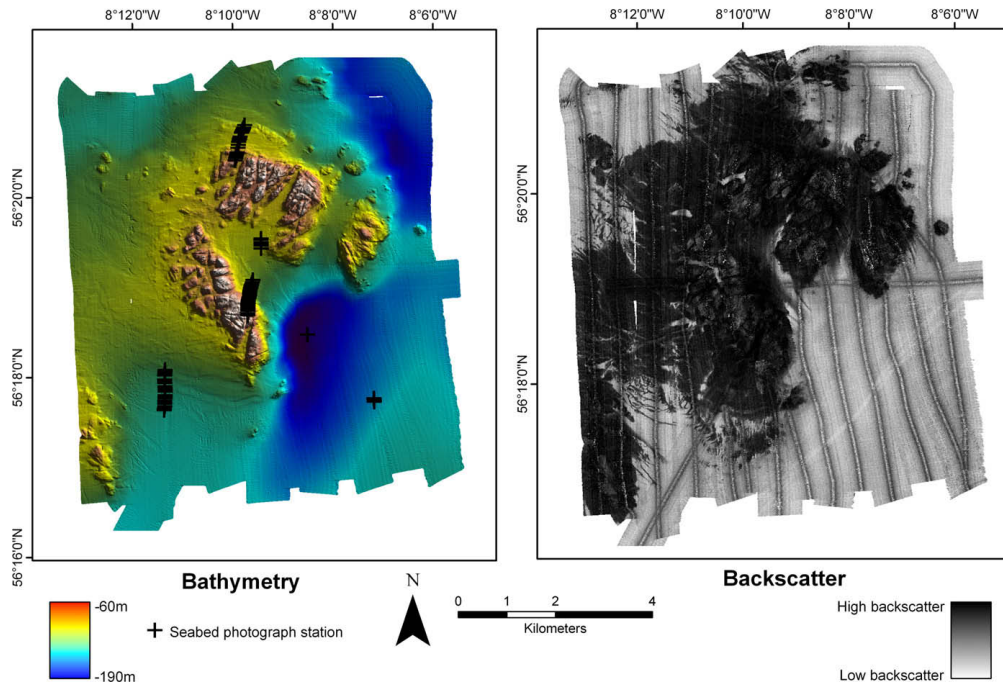 8°12'0"W 8°10'0"W 8°8'0"W 8°6'0"W
8°12'0"W 8°10'0"W 8°8'0"W 8°6'0"W
56°20'0"N
56°18'0"N
56°16'0"N
56°20'0"N
56°18'0"N
Bathymetry
-60m
-190m
Seabed photograph station
N
0 1 2 4
Kilometers
Backscatter
High backscatter
Low backscatter